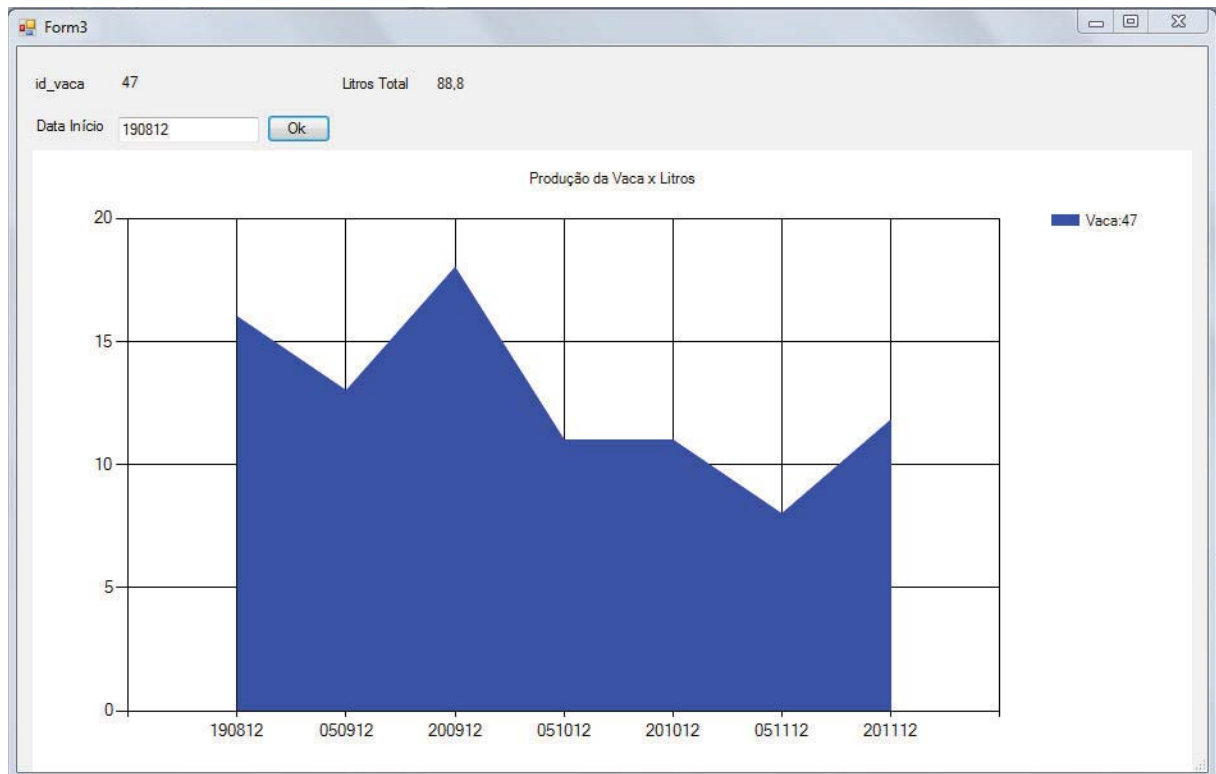 Form3
id_vaca 47 Litros Total 88,8
Data Início 190812 Ok
Produção da Vaca x Litros
20
Vaca:47
15
10
5
0
190812 050912 200912 051012 201012 051112 201112